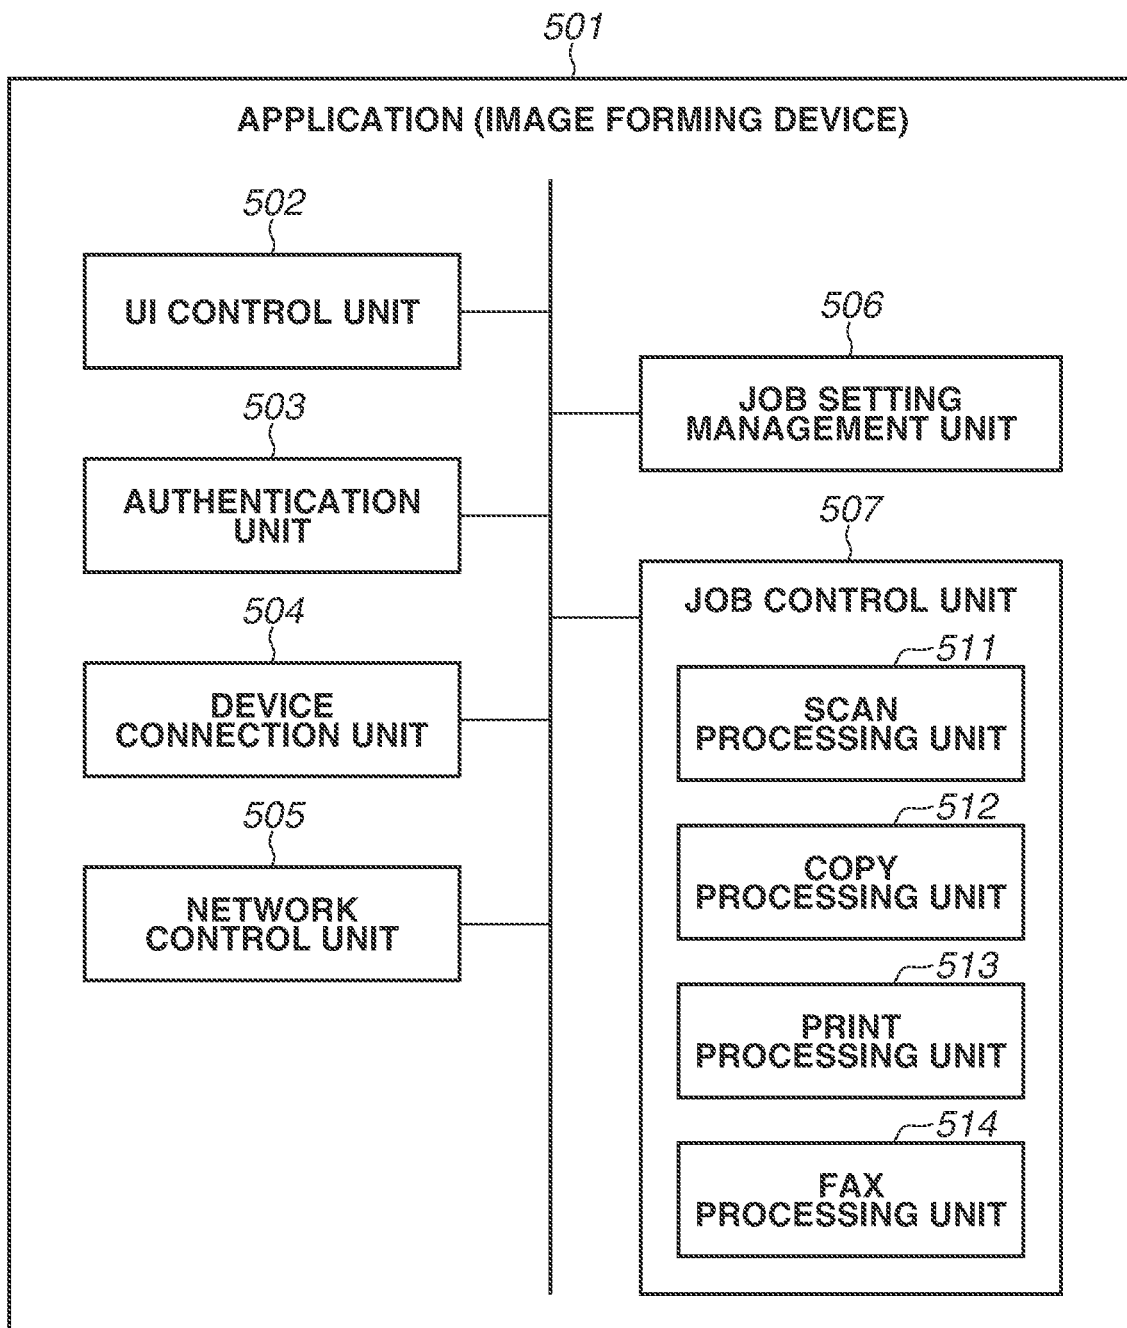 501
APPLICATION (IMAGE FORMING DEVICE)
502
UI CONTROL UNIT
503
AUTHENTICATION
UNIT
504
DEVICE
CONNECTION UNIT
505
NETWORK
CONTROL UNIT
506
JOB SETTING
MANAGEMENT UNIT
507
JOB CONTROL UNIT
511
SCAN
PROCESSING UNIT
512
COPY
PROCESSING UNIT
513
PRINT
PROCESSING UNIT
514
FAX
PROCESSING UNIT